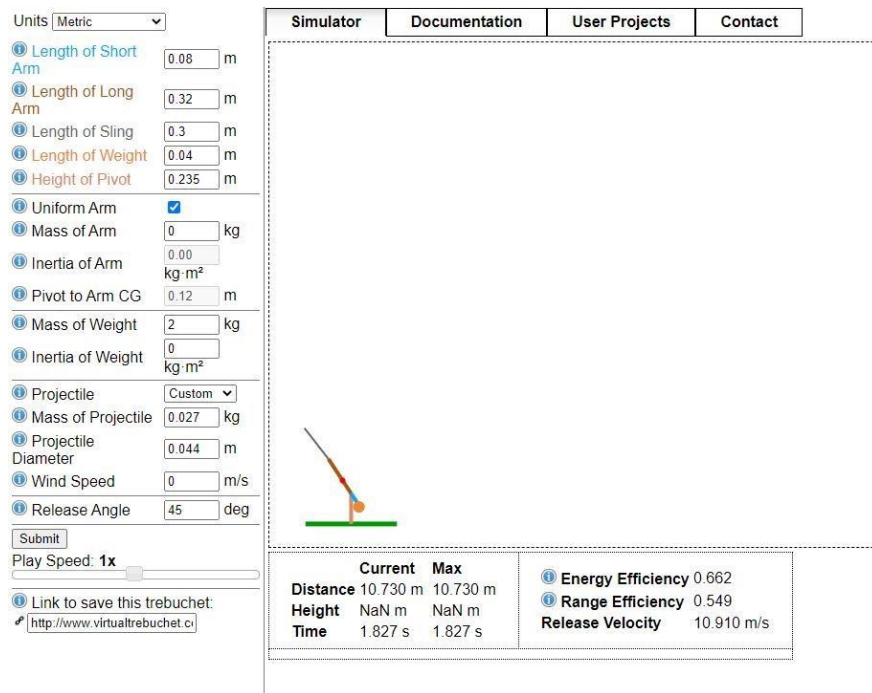 Units Metric
Simulator Documentation User Projects Contact
Length of Short
Arm 0.08 m
Length of Long
Arm 0.32 m
Length of Sling 0.3 m
Length of Weight 0.04 m
Height of Pivot 0.235 m
Uniform Arm
Mass of Arm 0 kg
Inertia of Arm 0.00
kg·m²
Pivot to Arm CG 0.12 m
Mass of Weight 2 kg
Inertia of Weight 0
kg·m²
Projectile Custom
Mass of Projectile 0.027 kg
Projectile
Diameter 0.044 m
Wind Speed 0 m/s
Release Angle 45 deg
Submit
Play Speed: 1x
Link to save this trebuchet:
http://www.virtualtrebuchet.c
Current Max
Distance 10.730 m 10.730 m
Height NaN m NaN m
Time 1.827 s 1.827 s
Energy Efficiency 0.662
Range Efficiency 0.549
Release Velocity 10.910 m/s